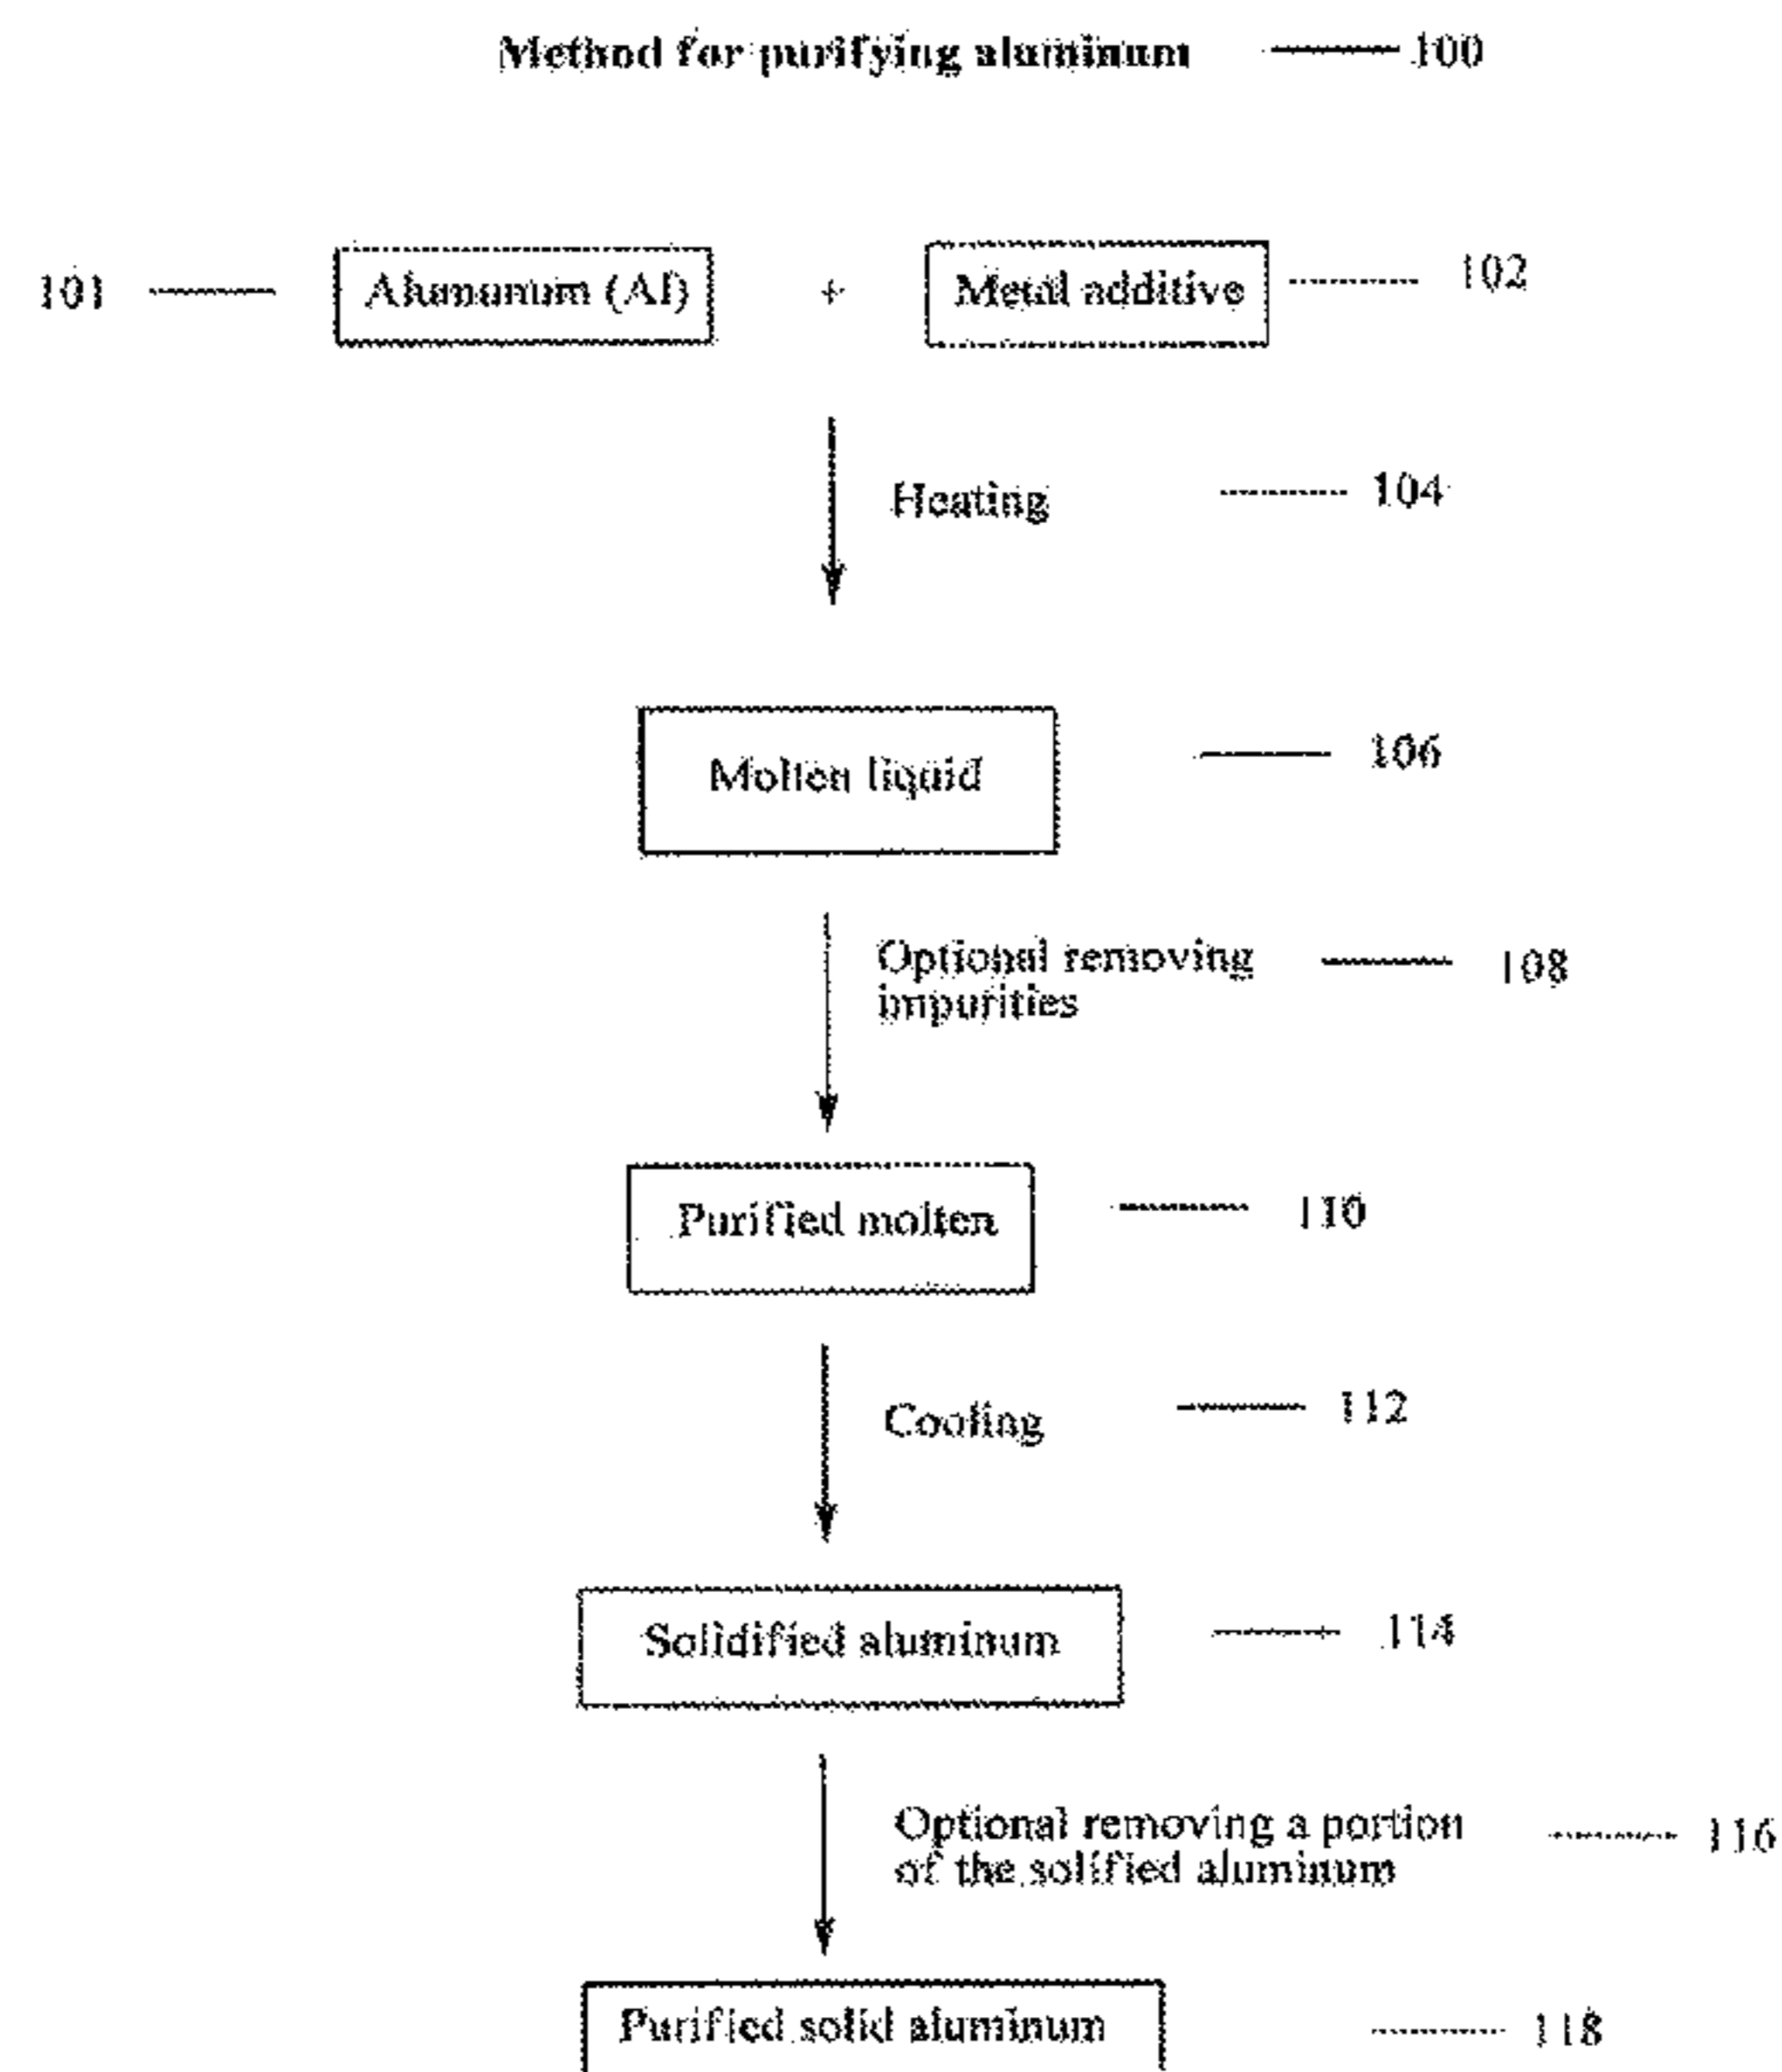 Method for purifying aluminum 100
101 Alumunum (Al) + Metal additive 102
Heating 104
Molten liquid 106
Optional removing 108
impurities
Purified molten 110
Cooling 112
Solidified aluminum 114
Optional removing a portion 116
of the solified aluminum
Purified solid aluminum 118